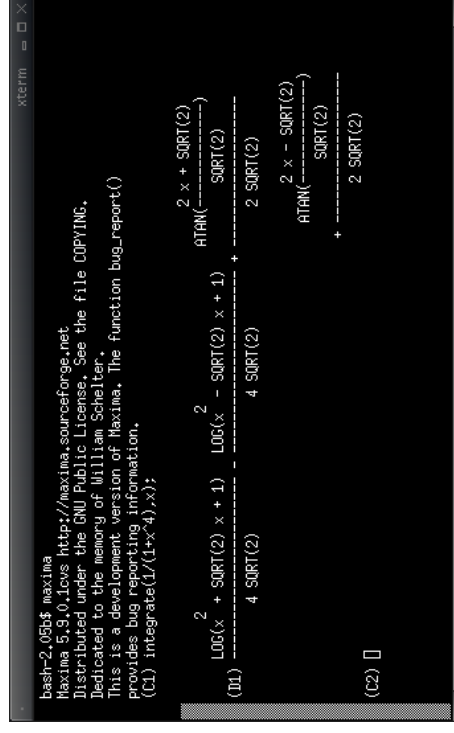 xterm
bash-2.05b$ maxima
Maxima 5.9.0.1cvs http://maxima.sourceforge.net
Distributed under the GNU Public License. See the file COPYING.
Dedicated to the memory of William Schelter.
This is a development version of Maxima. The function bug_report()
provides bug reporting information.
(C1) integrate(1/(1+x^4),x);
2 x + SQRT(2)
2 2 ATAN(-------------)
LOG(x + SQRT(2) x + 1) LOG(x - SQRT(2) x + 1) SQRT(2)
(D1) ----------------------- - ----------------------- + -------------------
4 SQRT(2) 4 SQRT(2) 2 SQRT(2)
2 x - SQRT(2)
ATAN(-------------)
SQRT(2)
+ -------------------
2 SQRT(2)
(C2)